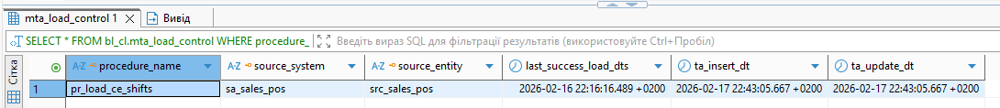 mta_load_control 1 Вивід
SELECT * FROM bl_cl.mta_load_control WHERE procedure_ Введіть вираз SQL для фільтрації результатів (використовуйте Ctrl+Пробіл)
Сітка
A-Z procedure_name A-Z source_system A-Z source_entity last_success_load_dts ta_insert_dt ta_update_dt
1 pr_load_ce_shifts sa_sales_pos src_sales_pos 2026-02-16 22:16:16.489 +0200 2026-02-17 22:43:05.667 +0200 2026-02-17 22:43:05.667 +0200